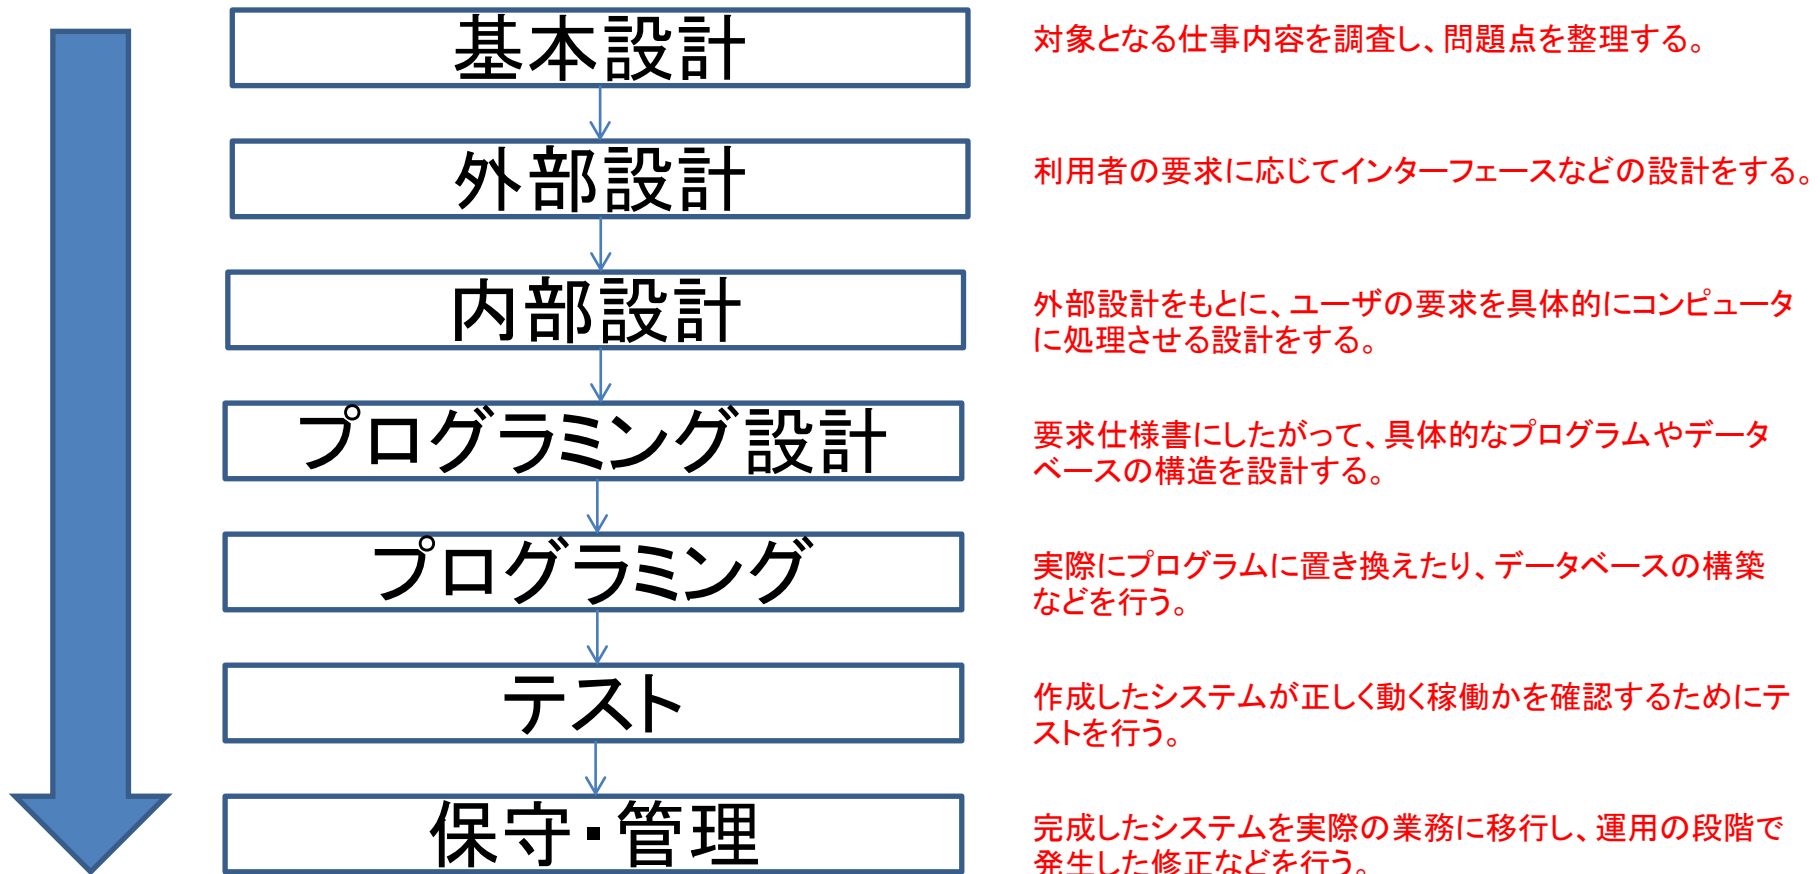 基本設計
対象となる仕事内容を調査し、問題点を整理する。
外部設計
利用者の要求に応じてインターフェースなどの設計をする。
内部設計
外部設計をもとに、ユーザの要求を具体的にコンピュータ
に処理させる設計をする。
プログラミング設計
要求仕様書にしたがって、具体的なプログラムやデータ
ベースの構造を設計する。
プログラミング
実際にプログラムに置き換えたり、データベースの構築
などを行う。
テスト
作成したシステムが正しく動く稼働かを確認するためにテ
ストを行う。
保守・管理
完成したシステムを実際の業務に移行し、運用の段階で
発生した修正などを行う。